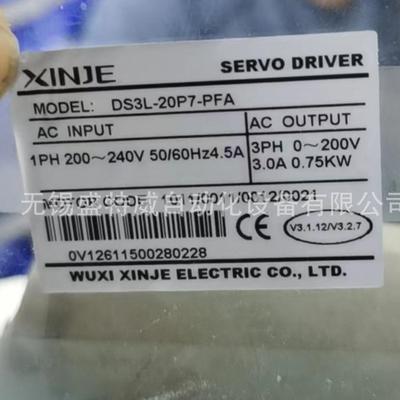 XINJE
SERVO DRIVER
MODEL: DS3L-20P7-PFA
AC INPUT
AC OUTPUT
1PH 200～240V 50/60Hz4.5A
3PH 0～200V
3.0A 0.75KW
无锡盛特威自动化设备有限公司
CE
V3.1.12/V3.2.7
0V12611500280228
WUXI XINJE ELECTRIC CO., LTD.